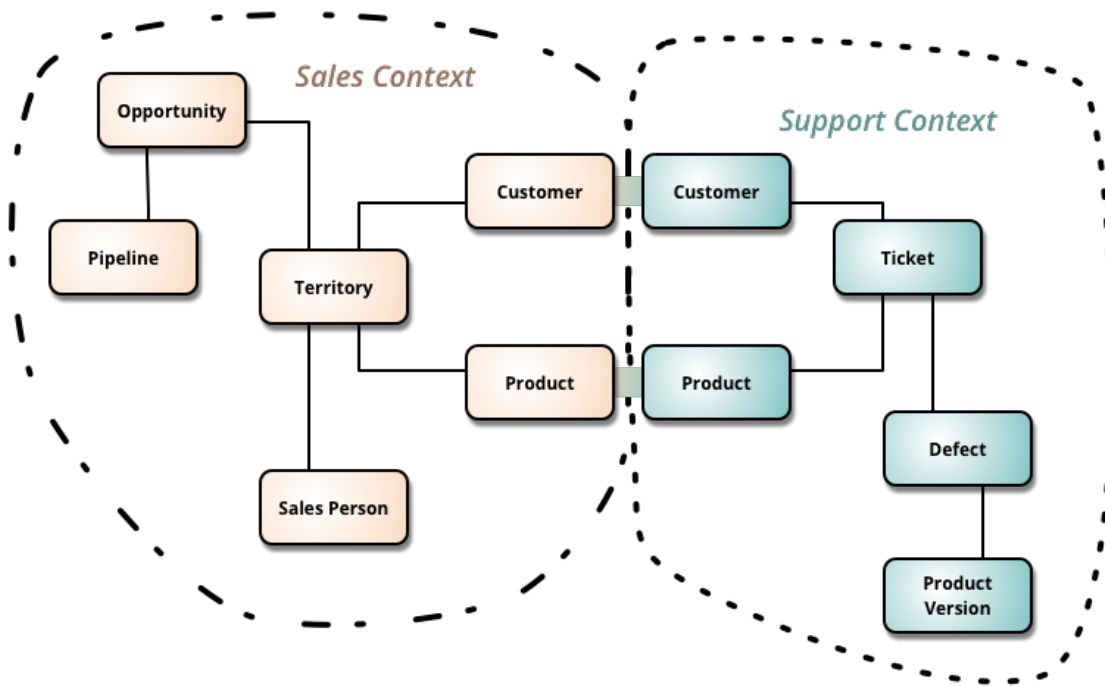 Sales Context
Opportunity
Support Context
Customer
Customer
Pipeline
Ticket
Territory
Product
Product
Defect
Sales Person
Product
Version